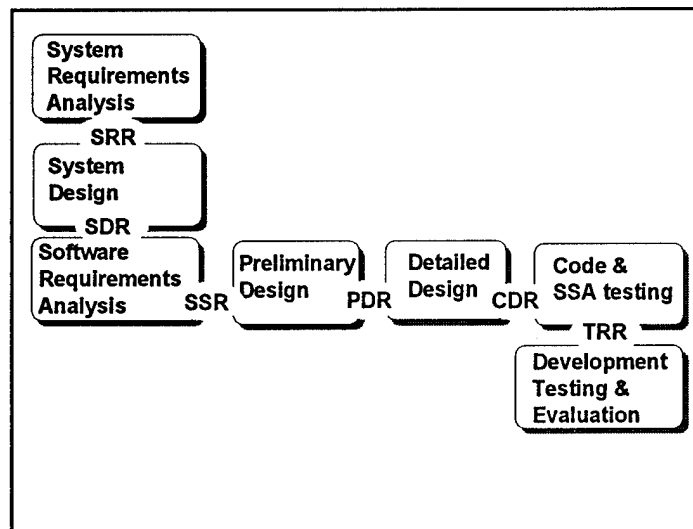 System
Requirements
Analysis
SRR
System
Design
SDR
Software
Requirements
Analysis
SSR
Preliminary
Design
PDR
Detailed
Design
CDR
Code &
SSA testing
TRR
Development
Testing &
Evaluation